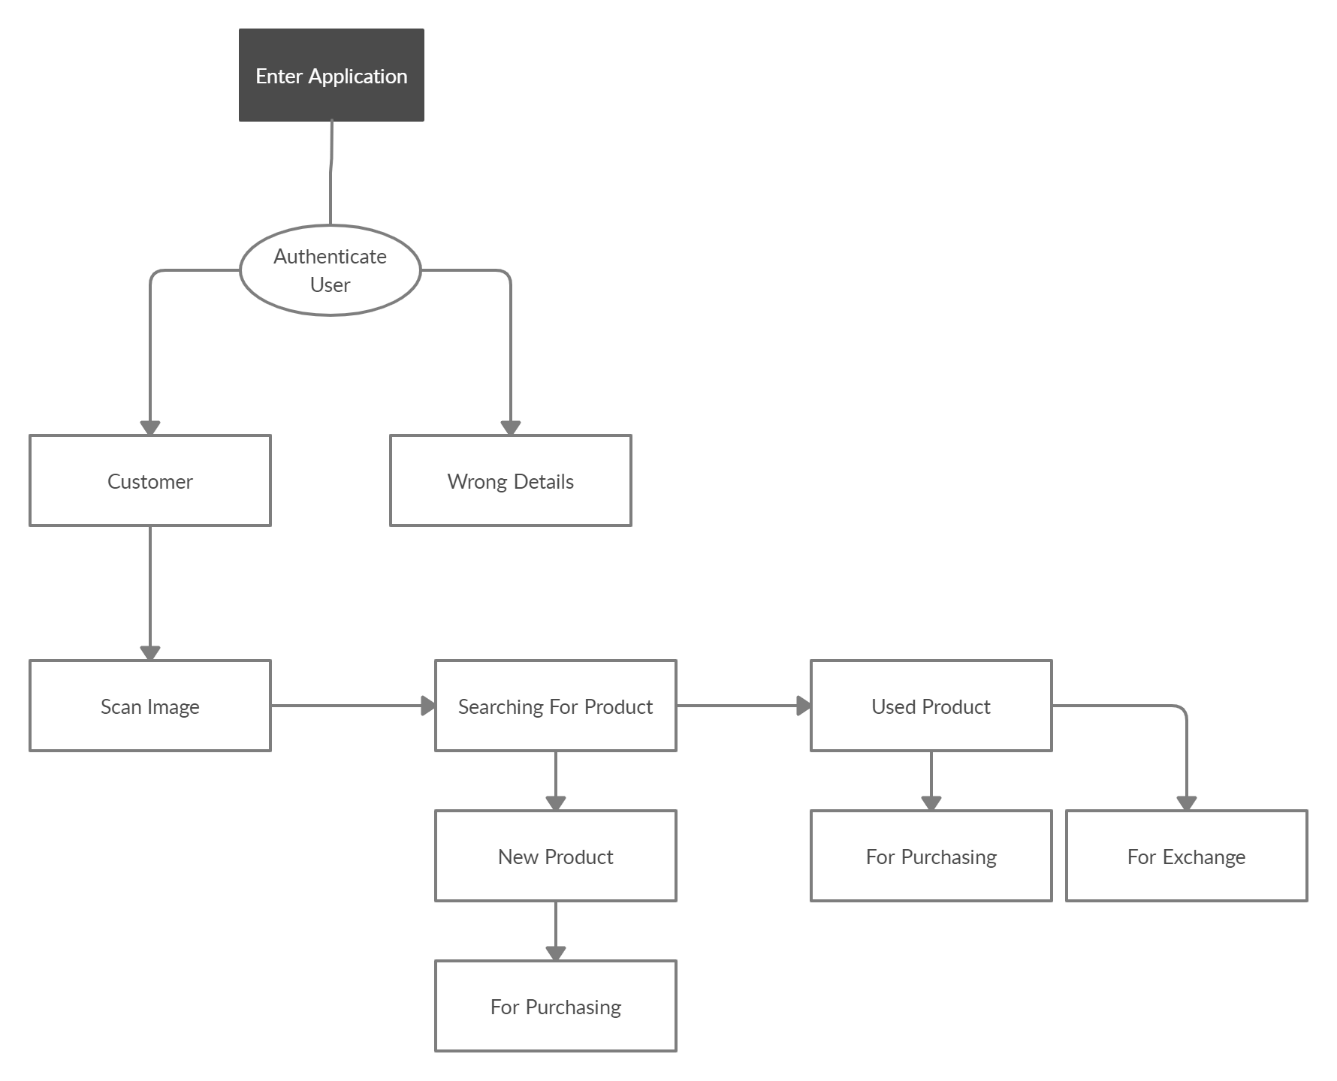 Enter Application
Authenticate
User
Customer
Wrong Details
Scan Image
Searching For Product
Used Product
New Product
For Purchasing
For Exchange
For Purchasing